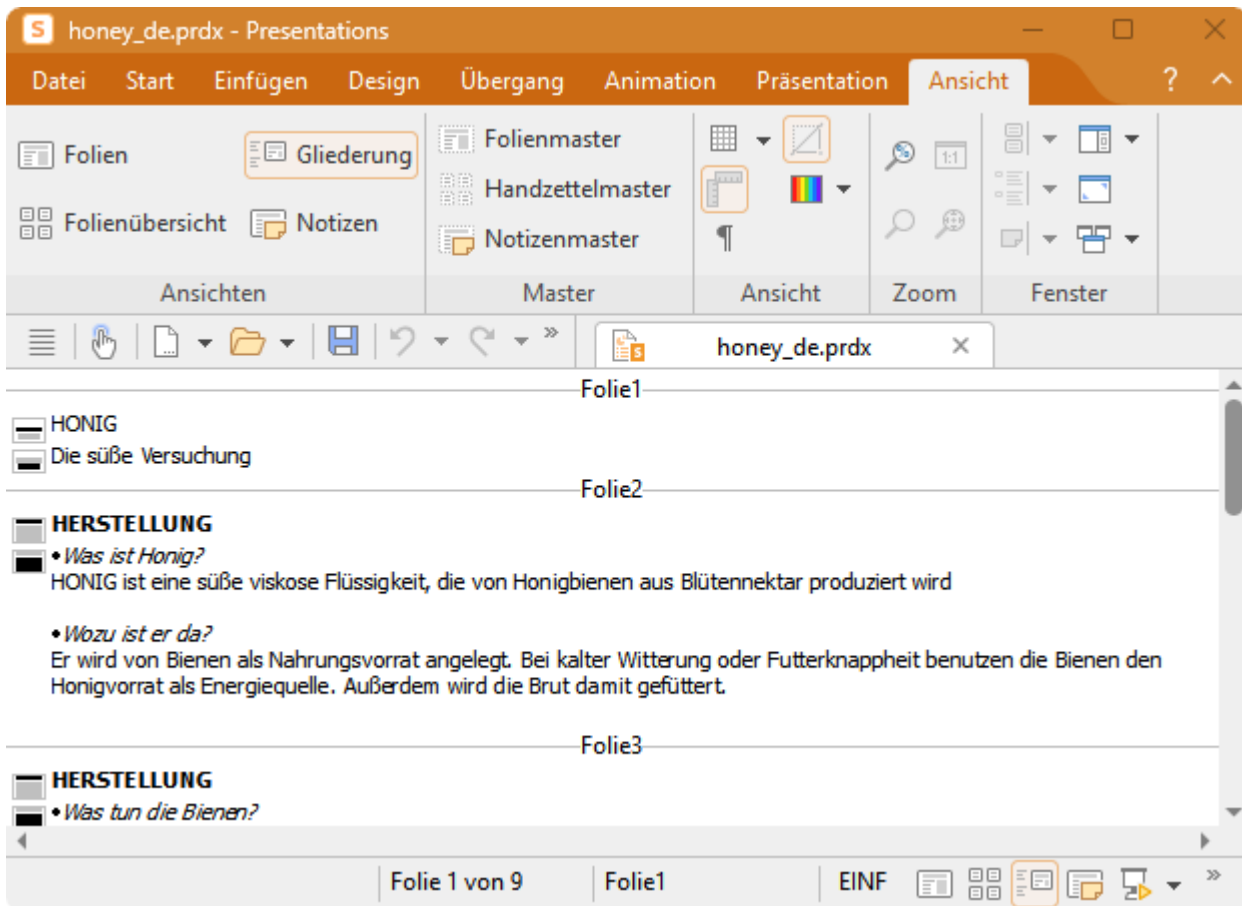 S honey_de.prdx - Presentations
Datei Start Einfügen Design Übergang Animation Präsentation Ansicht ?
Folien Gliederung
Folienübersicht Notizen
Ansichten
Folienmaster
Handzettelmaster
Notizenmaster
Master
¶
Ansicht
1:1
Zoom
Fenster
honey_de.prdx
Folie1
HONIG
Die süße Versuchung
Folie2
HERSTELLUNG
•Was ist Honig?
HONIG ist eine süße viskose Flüssigkeit, die von Honigbienen aus Blütennektar produziert wird
•Wozu ist er da?
Er wird von Bienen als Nahrungsvorrat angelegt. Bei kalter Witterung oder Futterknappheit benutzen die Bienen den
Honigvorrat als Energiequelle. Außerdem wird die Brut damit gefüttert.
Folie3
HERSTELLUNG
•Was tun die Bienen?
Folie 1 von 9 Folie1 EINF